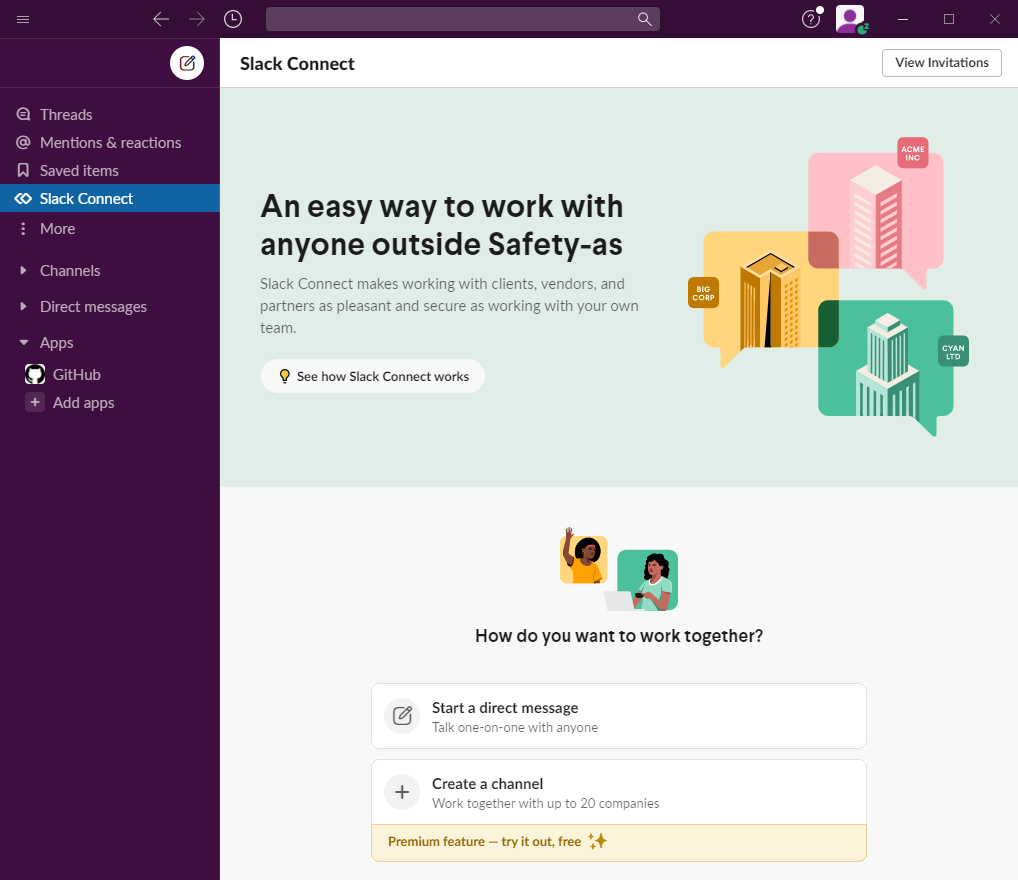 Slack Connect
View Invitations
Threads
Mentions & reactions
Saved items
Slack Connect
More
Channels
Direct messages
Apps
GitHub
Add apps
An easy way to work with
anyone outside Safety-as
Slack Connect makes working with clients, vendors, and
partners as pleasant and secure as working with your own
team.
See how Slack Connect works
ACME
INC
BIG
CORP
CYAN
LTD
How do you want to work together?
Start a direct message
Talk one-on-one with anyone
Create a channel
Work together with up to 20 companies
Premium feature — try it out, free